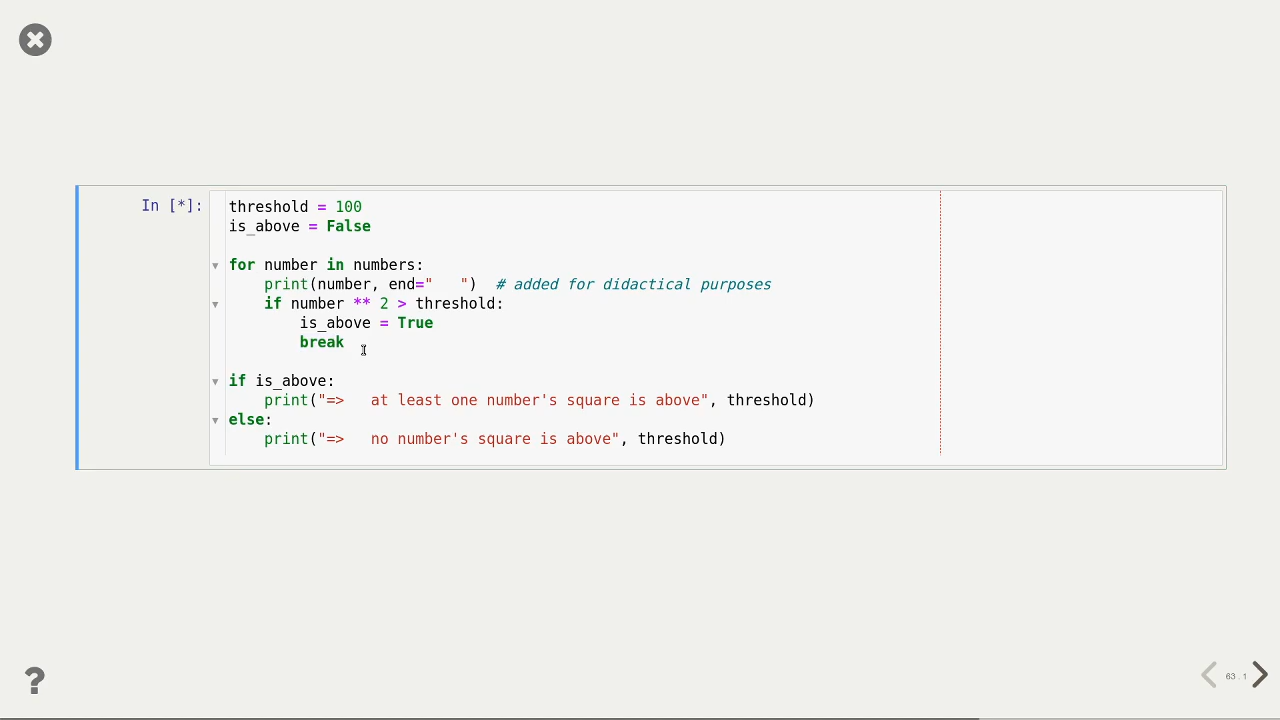 In [*]:
threshold = 100
is_above = False
for number in numbers:
    print(number, end="   ")  # added for didactical purposes
    if number ** 2 > threshold:
        is_above = True
        break
if is_above:
    print("=>   at least one number's square is above", threshold)
else:
    print("=>   no number's square is above", threshold)
?
63.1